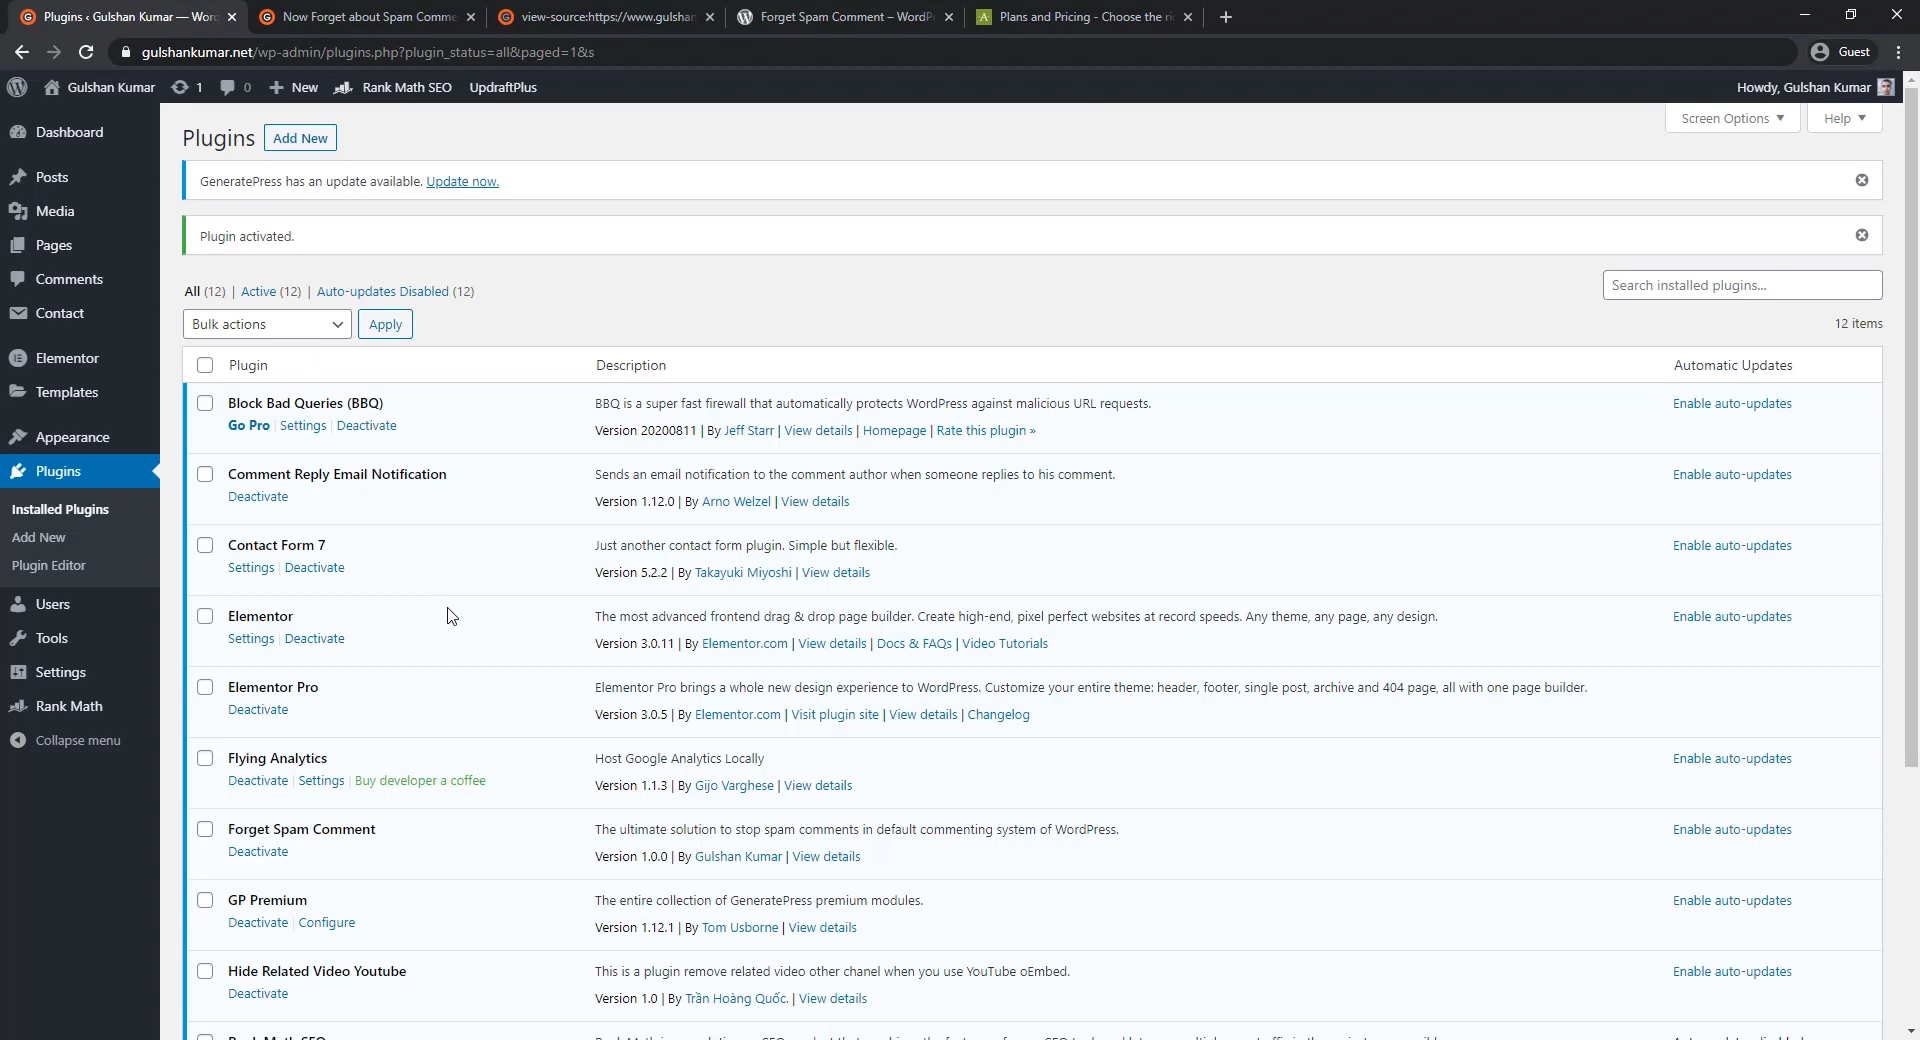 Plugins ‹ Gulshan Kumar — Wor
Now Forget about Spam Comme
view-source:https://www.gulshan
Forget Spam Comment – WordP
Plans and Pricing - Choose the ri
gulshankumar.net/wp-admin/plugins.php?plugin_status=all&paged=1&s
Guest
Gulshan Kumar 1 0 New Rank Math SEO UpdraftPlus
Howdy, Gulshan Kumar
Dashboard
Posts
Media
Pages
Comments
Contact
Elementor
Templates
Appearance
Plugins
Installed Plugins
Add New
Plugin Editor
Users
Tools
Settings
Rank Math
Collapse menu
Screen Options Help
Plugins Add New
GeneratePress has an update available. Update now.
Plugin activated.
All (12) | Active (12) | Auto-updates Disabled (12)
Search installed plugins...
Bulk actions Apply
12 items
Plugin Description Automatic Updates
Block Bad Queries (BBQ)
Go Pro | Settings | Deactivate
BBQ is a super fast firewall that automatically protects WordPress against malicious URL requests.
Version 20200811 | By Jeff Starr | View details | Homepage | Rate this plugin »
Enable auto-updates
Comment Reply Email Notification
Deactivate
Sends an email notification to the comment author when someone replies to his comment.
Version 1.12.0 | By Arno Welzel | View details
Enable auto-updates
Contact Form 7
Settings | Deactivate
Just another contact form plugin. Simple but flexible.
Version 5.2.2 | By Takayuki Miyoshi | View details
Enable auto-updates
Elementor
Settings | Deactivate
The most advanced frontend drag & drop page builder. Create high-end, pixel perfect websites at record speeds. Any theme, any page, any design.
Version 3.0.11 | By Elementor.com | View details | Docs & FAQs | Video Tutorials
Enable auto-updates
Elementor Pro
Deactivate
Elementor Pro brings a whole new design experience to WordPress. Customize your entire theme: header, footer, single post, archive and 404 page, all with one page builder.
Version 3.0.5 | By Elementor.com | Visit plugin site | View details | Changelog
Flying Analytics
Deactivate | Settings | Buy developer a coffee
Host Google Analytics Locally
Version 1.1.3 | By Gijo Varghese | View details
Enable auto-updates
Forget Spam Comment
Deactivate
The ultimate solution to stop spam comments in default commenting system of WordPress.
Version 1.0.0 | By Gulshan Kumar | View details
Enable auto-updates
GP Premium
Deactivate | Configure
The entire collection of GeneratePress premium modules.
Version 1.12.1 | By Tom Usborne | View details
Enable auto-updates
Hide Related Video Youtube
Deactivate
This is a plugin remove related video other chanel when you use YouTube oEmbed.
Version 1.0 | By Trần Hoàng Quốc. | View details
Enable auto-updates
Rank Math SEO